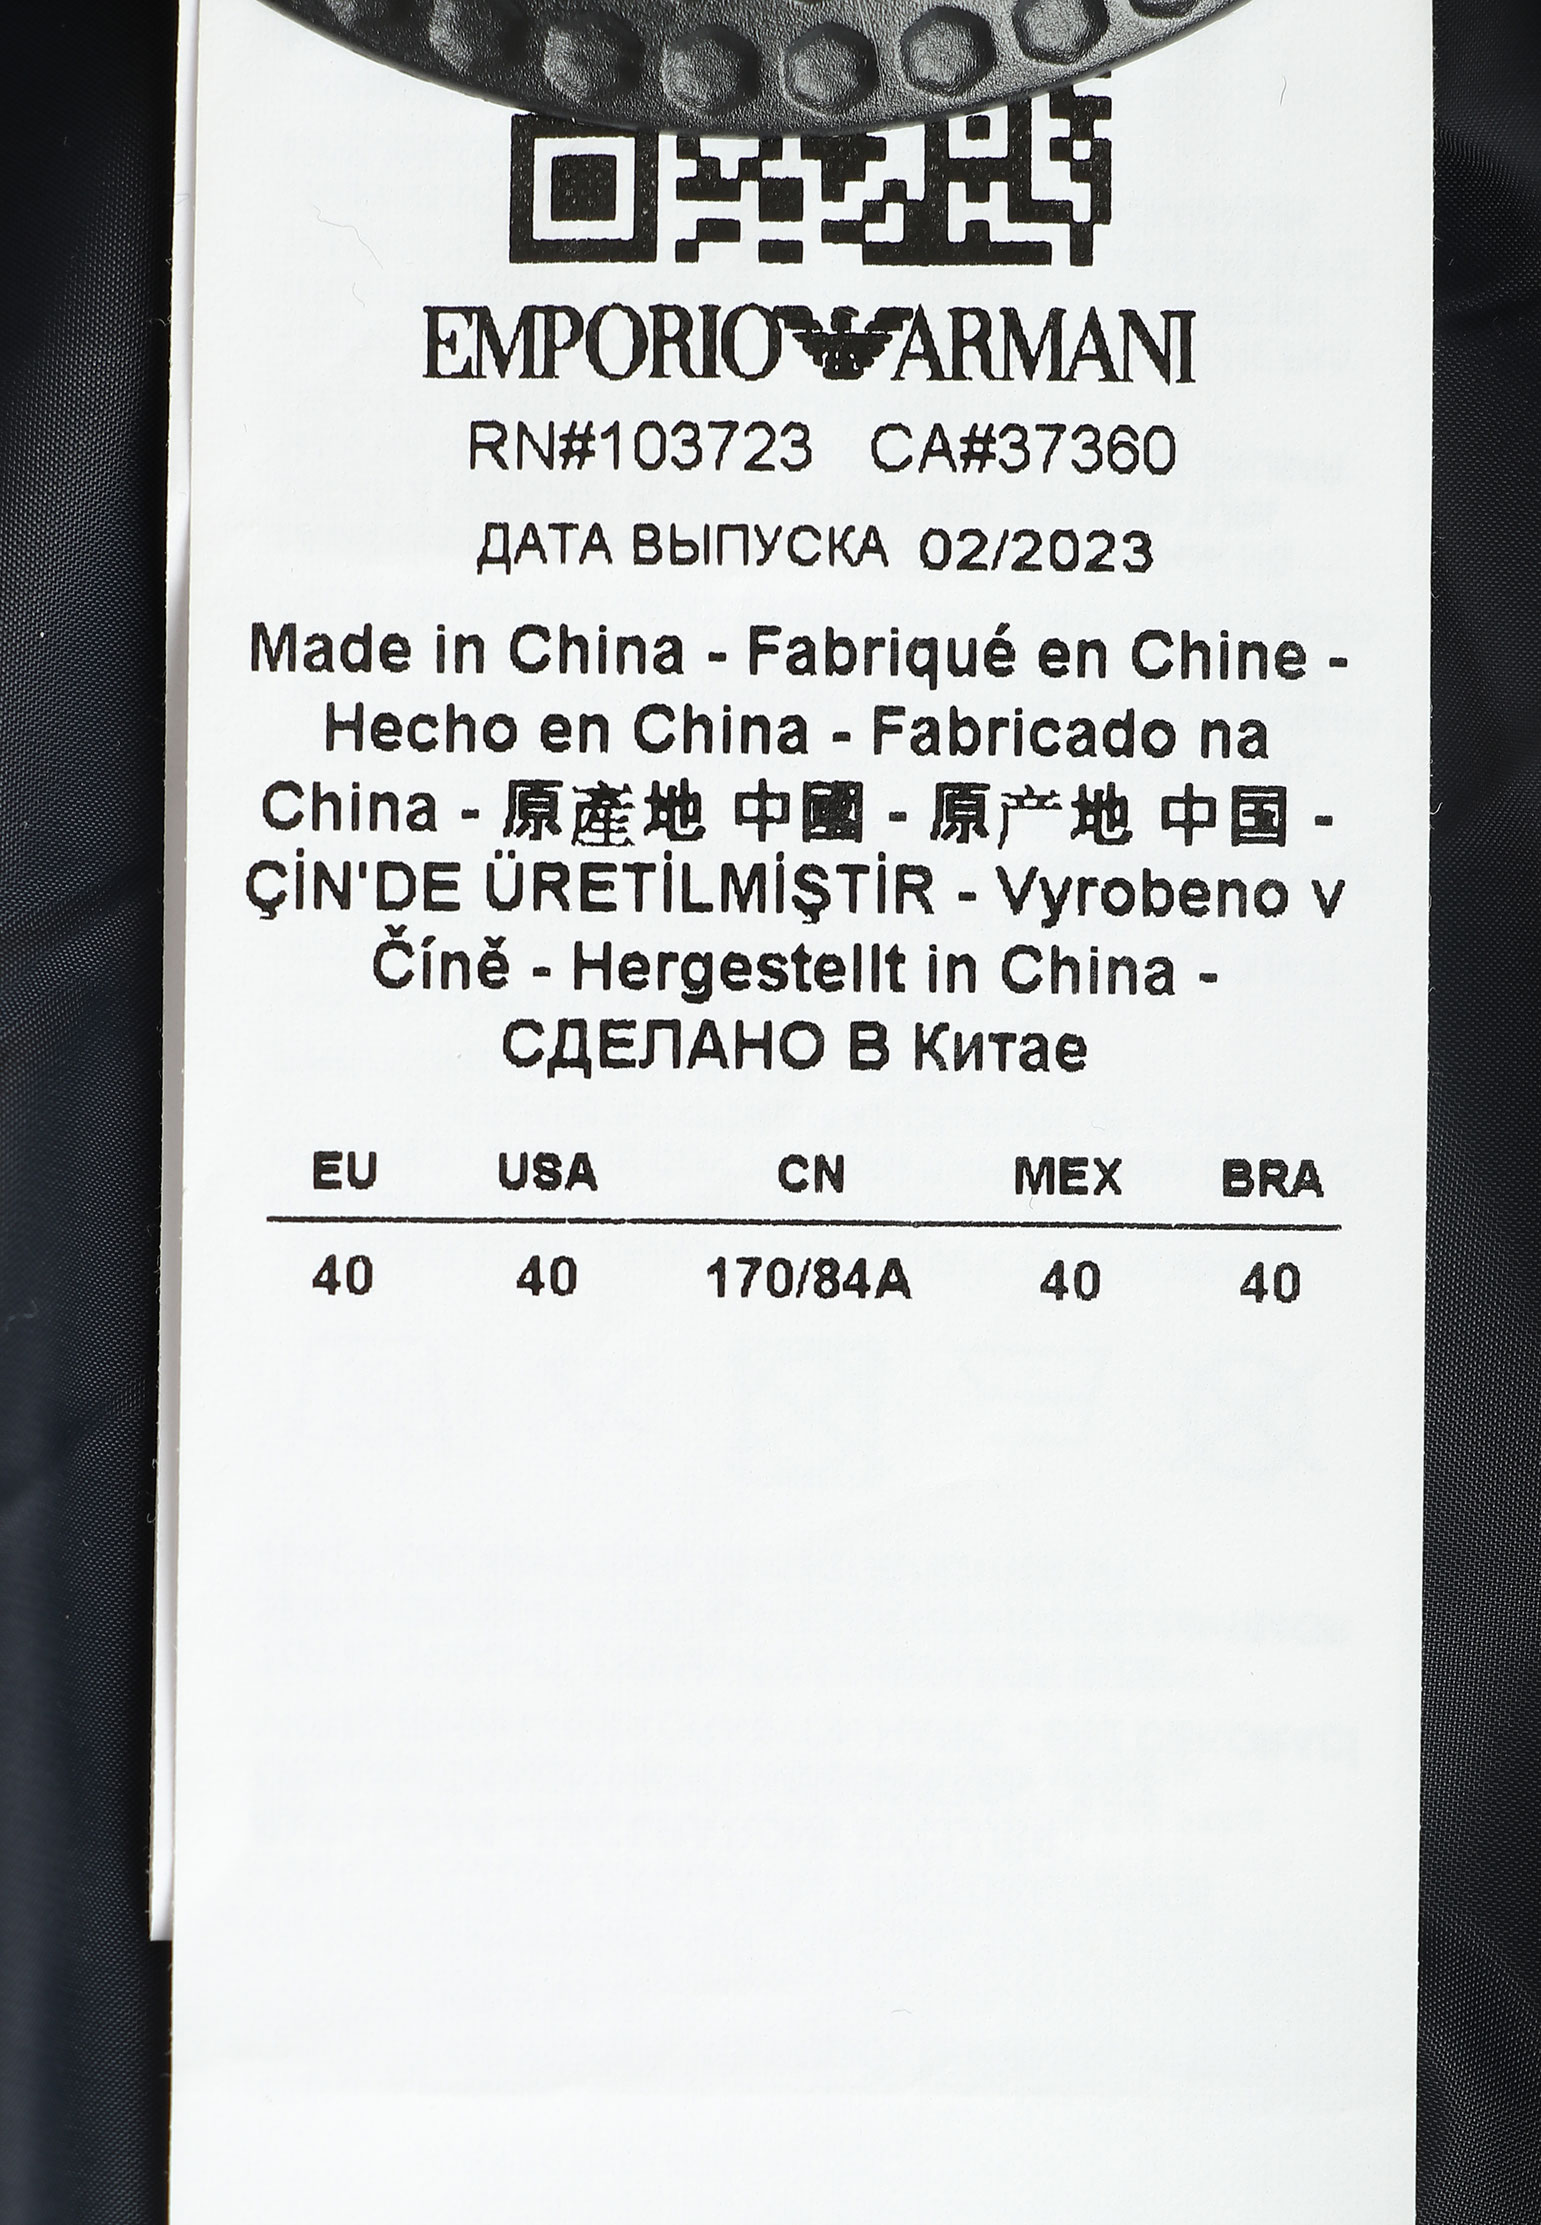 EMPORIO ARMANI
RN#103723 CA#37360
ДАТА ВЫПУСКА 02/2023
Made in China - Fabriqué en Chine -
Hecho en China - Fabricado na
China - 原產地 中國 - 原产地 中国 -
ÇİN'DE ÜRETİLMİŞTİR - Vyrobeno v
Číně - Hergestellt in China -
СДЕЛАНО В Китае
EU USA CN MEX BRA
40 40 170/84A 40 40